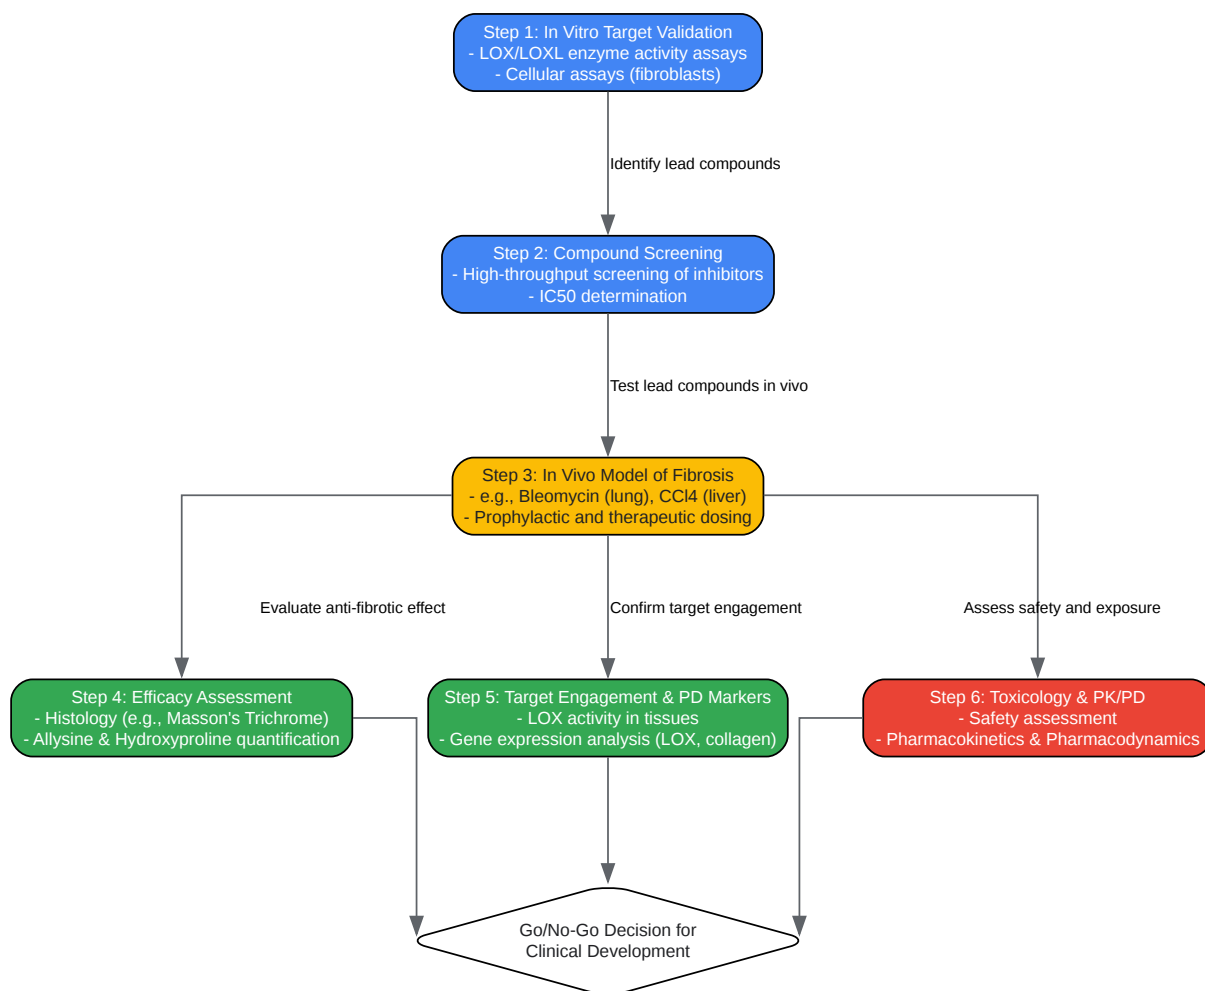 Step 1: In Vitro Target Validation
- LOX/LOXL enzyme activity assays
- Cellular assays (fibroblasts)
Identify lead compounds
Step 2: Compound Screening
- High-throughput screening of inhibitors
- IC50 determination
Test lead compounds in vivo
Step 3: In Vivo Model of Fibrosis
- e.g., Bleomycin (lung), CCl4 (liver)
- Prophylactic and therapeutic dosing
Evaluate anti-fibrotic effect
Confirm target engagement
Assess safety and exposure
Step 4: Efficacy Assessment
- Histology (e.g., Masson's Trichrome)
- Allysine & Hydroxyproline quantification
Step 5: Target Engagement & PD Markers
- LOX activity in tissues
- Gene expression analysis (LOX, collagen)
Step 6: Toxicology & PK/PD
- Safety assessment
- Pharmacokinetics & Pharmacodynamics
Go/No-Go Decision for
Clinical Development